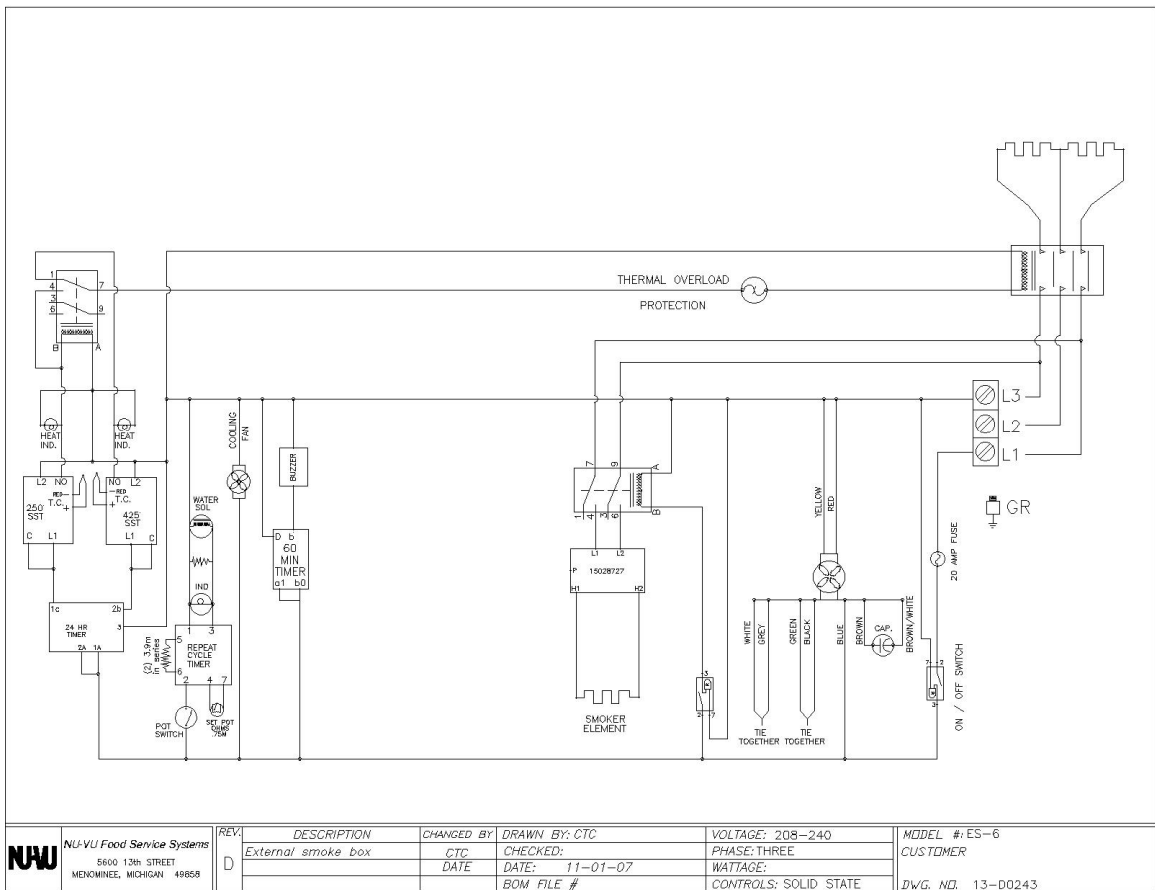 THERMAL OVERLOAD
PROTECTION
1
4
3
6
7
9
B
A
L3
L2
L1
GR
HEAT
IND.
HEAT
IND.
L2 NO
RED
T.C.
+
250
SST
C L1
NO L2
RED
T.C.
+
425
SST
L1 C
1c 2b
24 HR
TIMER
3
2A 1A
WATER
SOL
IND
1 3
5
REPEAT
CYCLE
TIMER
6
2 4 7
(2) 3.9m
in series
POT
SWITCH
SET POT
OHMS
.75M
COOLING
FAN
BUZZER
D b
60
MIN
TIMER
a1 b0
7
9
A
B
1 4 3 6
L1 L2
-P 15028727
H1 H2
SMOKER
ELEMENT
-3
2- -7
YELLOW
RED
WHITE
GREY
GREEN
BLACK
BLUE
BROWN
CAP.
BROWN/WHITE
TIE
TOGETHER
TIE
TOGETHER
20 AMP FUSE
7- -2
3-
ON / OFF SWITCH
NUVU
NU-VU Food Service Systems
5600 13th STREET
MENOMINEE, MICHIGAN 49858
REV.
D
DESCRIPTION
External smoke box
CHANGED BY
CTC
DATE
DRAWN BY: CTC
CHECKED:
DATE: 11-01-07
BOM FILE #
VOLTAGE: 208-240
PHASE: THREE
WATTAGE:
CONTROLS: SOLID STATE
MODEL #: ES-6
CUSTOMER
DWG. NO. 13-D0243